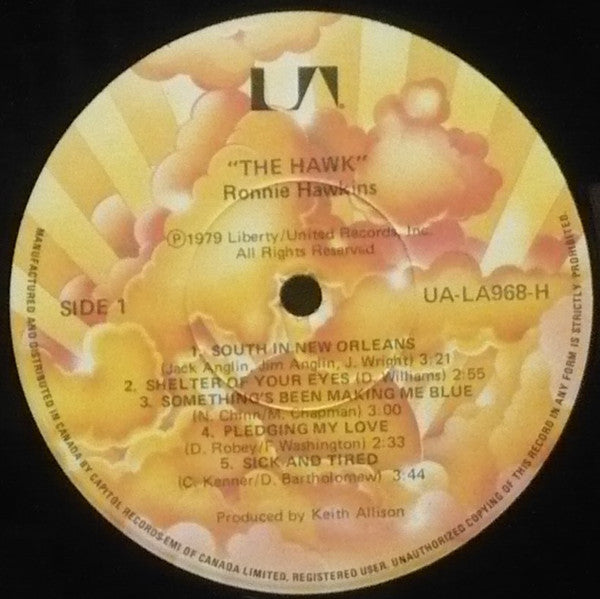 UA
"THE HAWK"
Ronnie Hawkins
Ⓟ1979 Liberty/United Records, Inc.
All Rights Reserved
SIDE 1
UA-LA968-H
1. SOUTH IN NEW ORLEANS
(Jack Anglin, Jim Anglin, J. Wright) 3:21
2. SHELTER OF YOUR EYES (D. Williams) 2:55
3. SOMETHING'S BEEN MAKING ME BLUE
(N. Chinn/M. Chapman) 3:00
4. PLEDGING MY LOVE
(D. Robey/F. Washington) 2:33
5. SICK AND TIRED
(C. Kenner/D. Bartholomew) 3:44
Produced by Keith Allison
MANUFACTURED AND DISTRIBUTED IN CANADA BY CAPITOL RECORDS-EMI OF CANADA LIMITED. REGISTERED USER. UNAUTHORIZED COPYING OF THIS RECORD IN ANY FORM IS STRICTLY PROHIBITED.